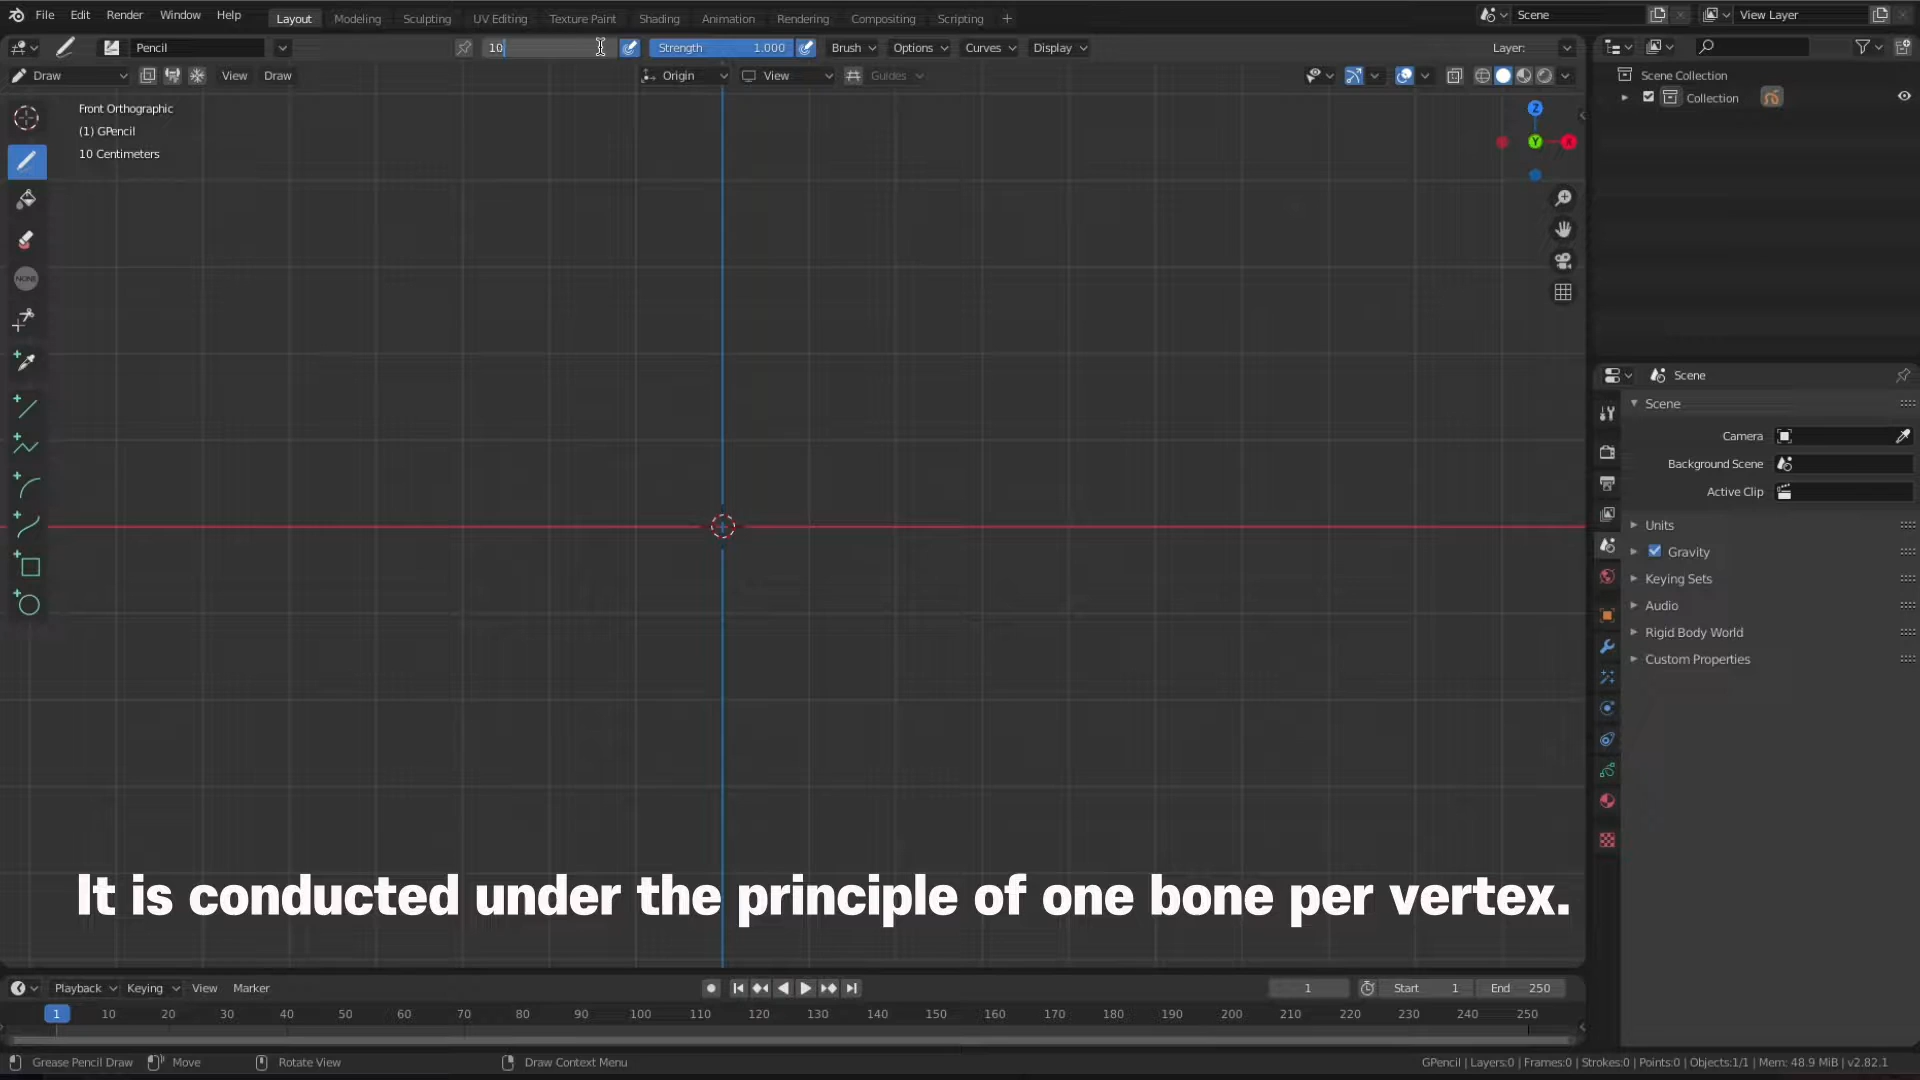 File Edit Render Window Help Layout Modeling Sculpting UV Editing Texture Paint Shading Animation Rendering Compositing Scripting + Scene View Layer
Pencil 10 Strength 1.000 Brush Options Curves Display Layer:
Draw View Draw Origin View Guides Scene Collection
Collection
Front Orthographic
(1) GPencil
10 Centimeters
Z
Y X
NONE
Scene
Scene
Camera
Background Scene
Active Clip
Units
Gravity
Keying Sets
Audio
Rigid Body World
Custom Properties
It is conducted under the principle of one bone per vertex.
Playback Keying View Marker 1 Start 1 End 250
1 10 20 30 40 50 60 70 80 90 100 110 120 130 140 150 160 170 180 190 200 210 220 230 240 250
Grease Pencil Draw Move Rotate View Draw Context Menu GPencil | Layers:0 | Frames:0 | Strokes:0 | Points:0 | Objects:1/1 | Mem: 48.9 MiB | v2.82.1